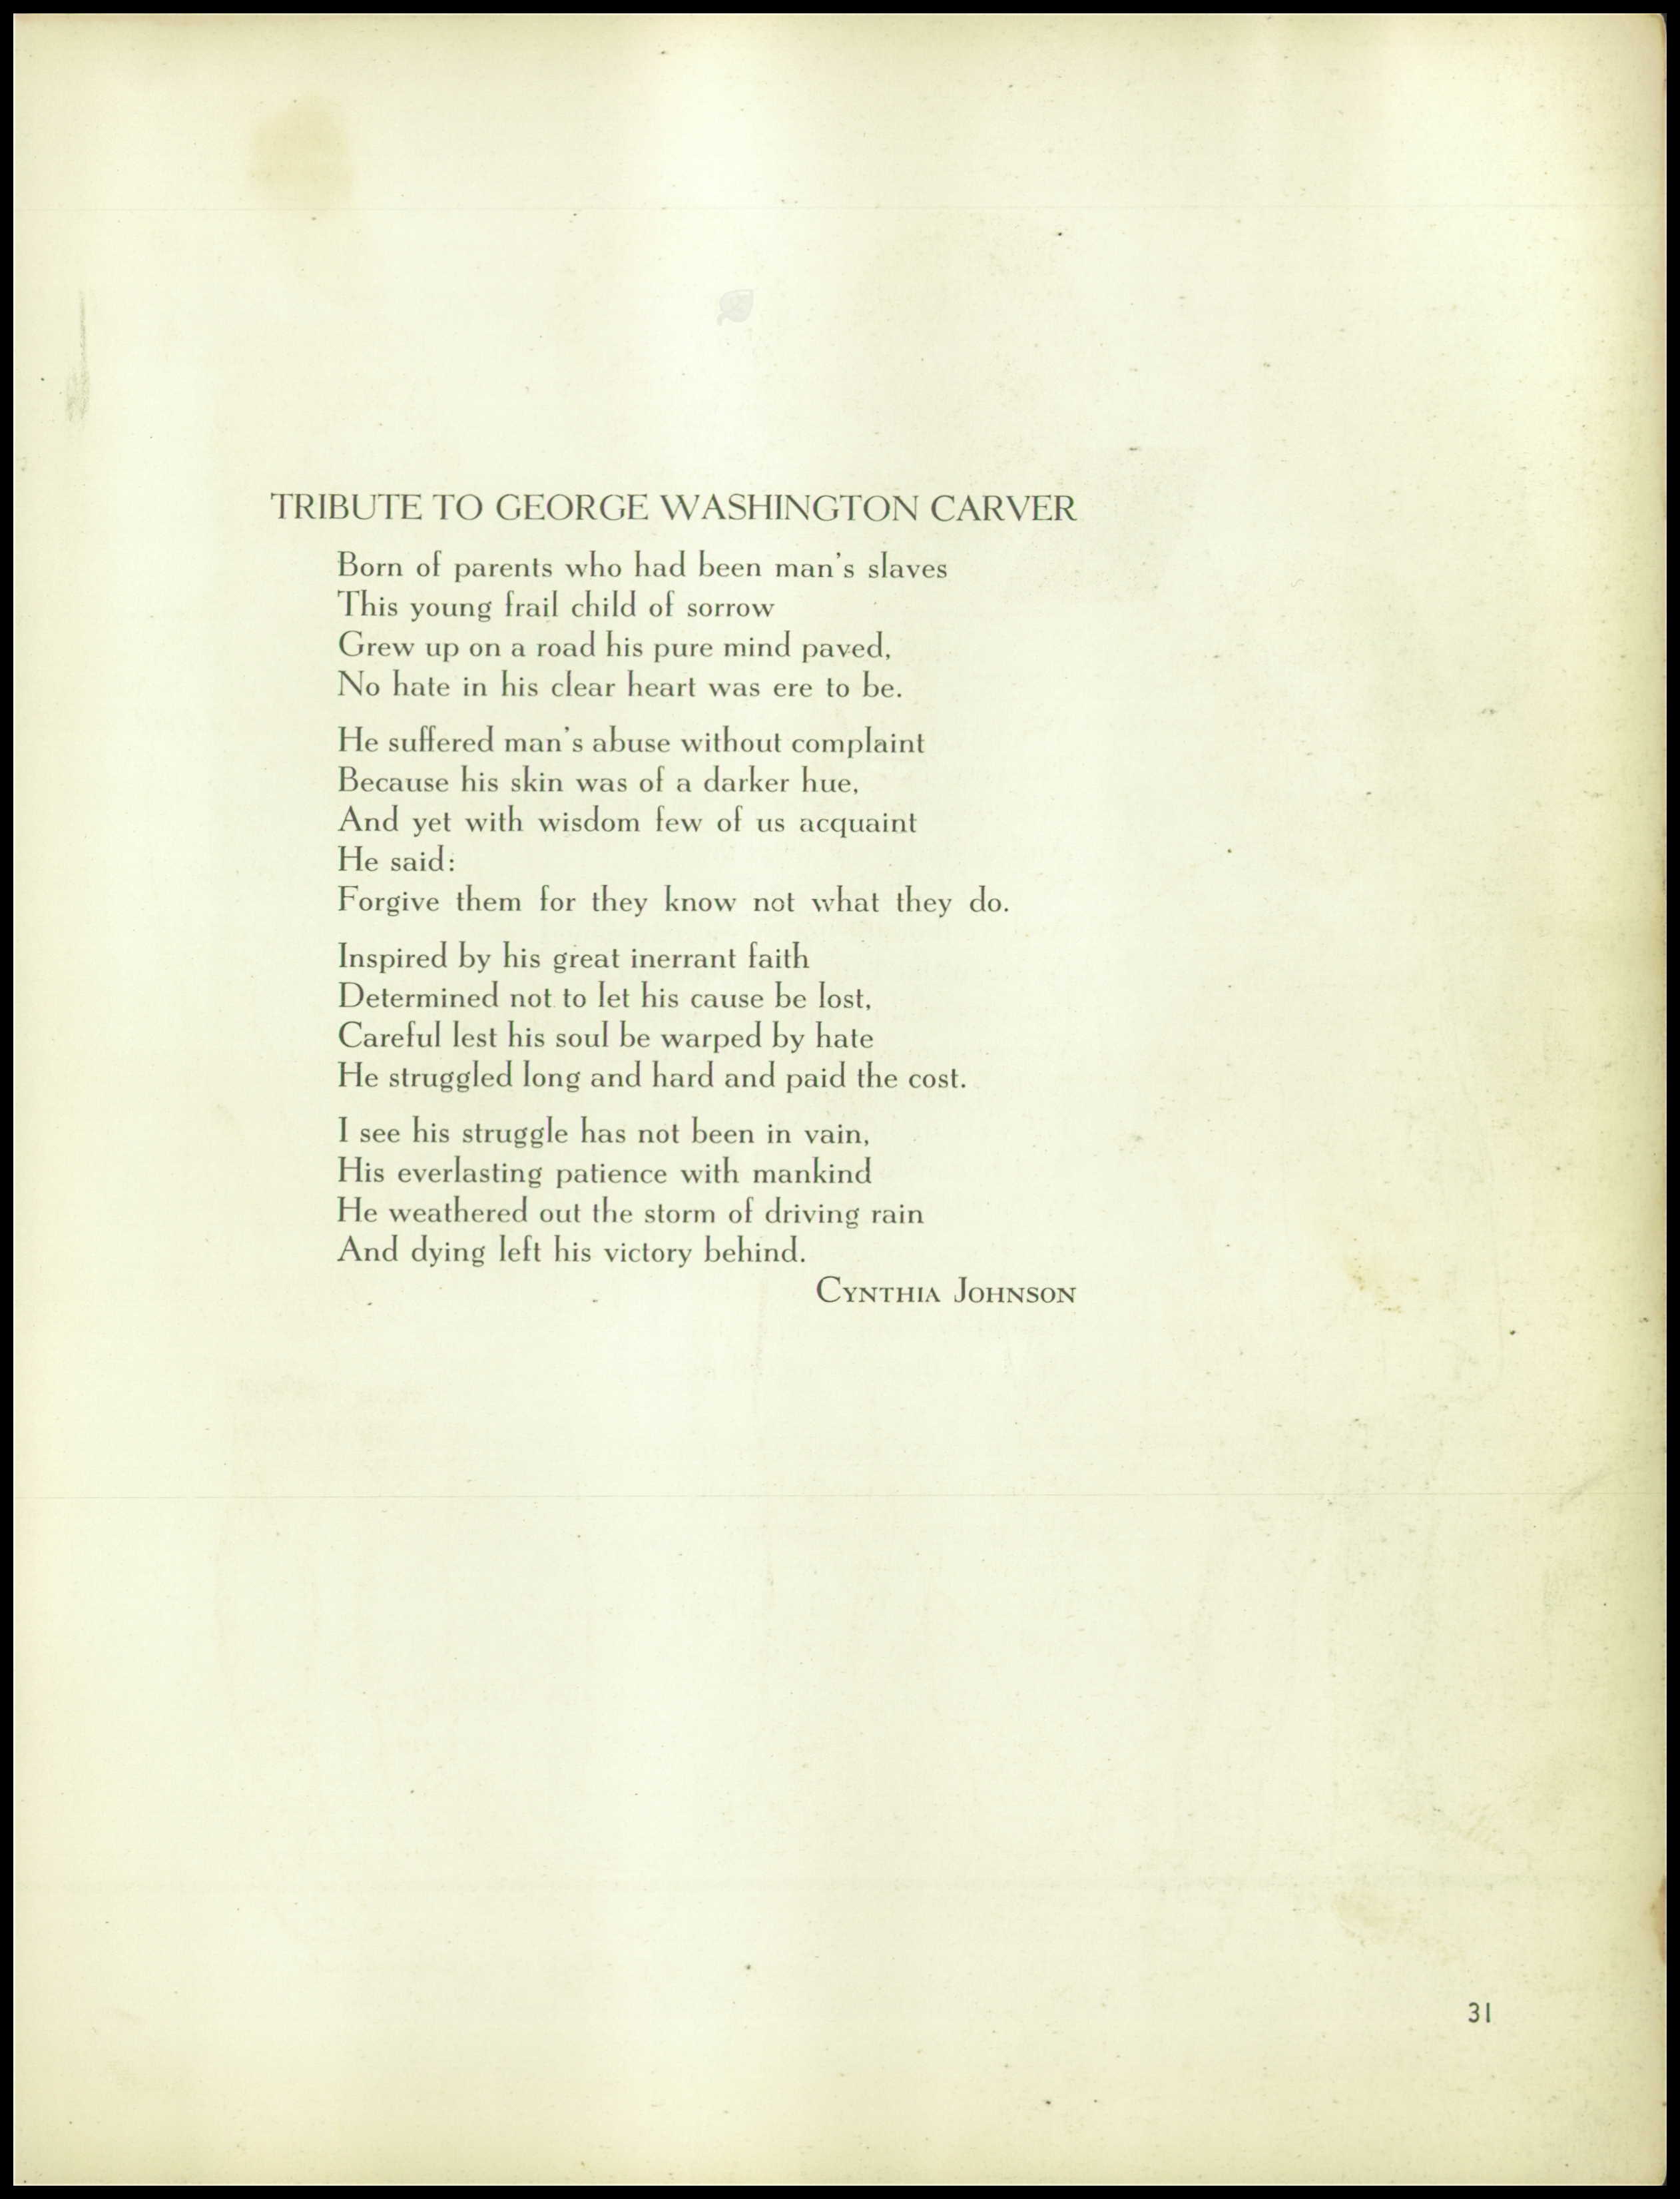 TRIBUTE TO GEORGE WASHINGTON CARVER
Born of parents who had been man's slaves
This young frail child of sorrow
Grew up on a road his pure mind paved,
No hate in his clear heart was ere to be.
He suffered man's abuse without complaint
Because his skin was of a darker hue,
And yet with wisdom few of us acquaint
He said:
Forgive them for they know not what they do.
Inspired by his great inerrant faith
Determined not to let his cause be lost,
Careful lest his soul be warped by hate
He struggled long and hard and paid the cost.
I see his struggle has not been in vain,
His everlasting patience with mankind
He weathered out the storm of driving rain
And dying left his victory behind.
CYNTHIA JOHNSON
31